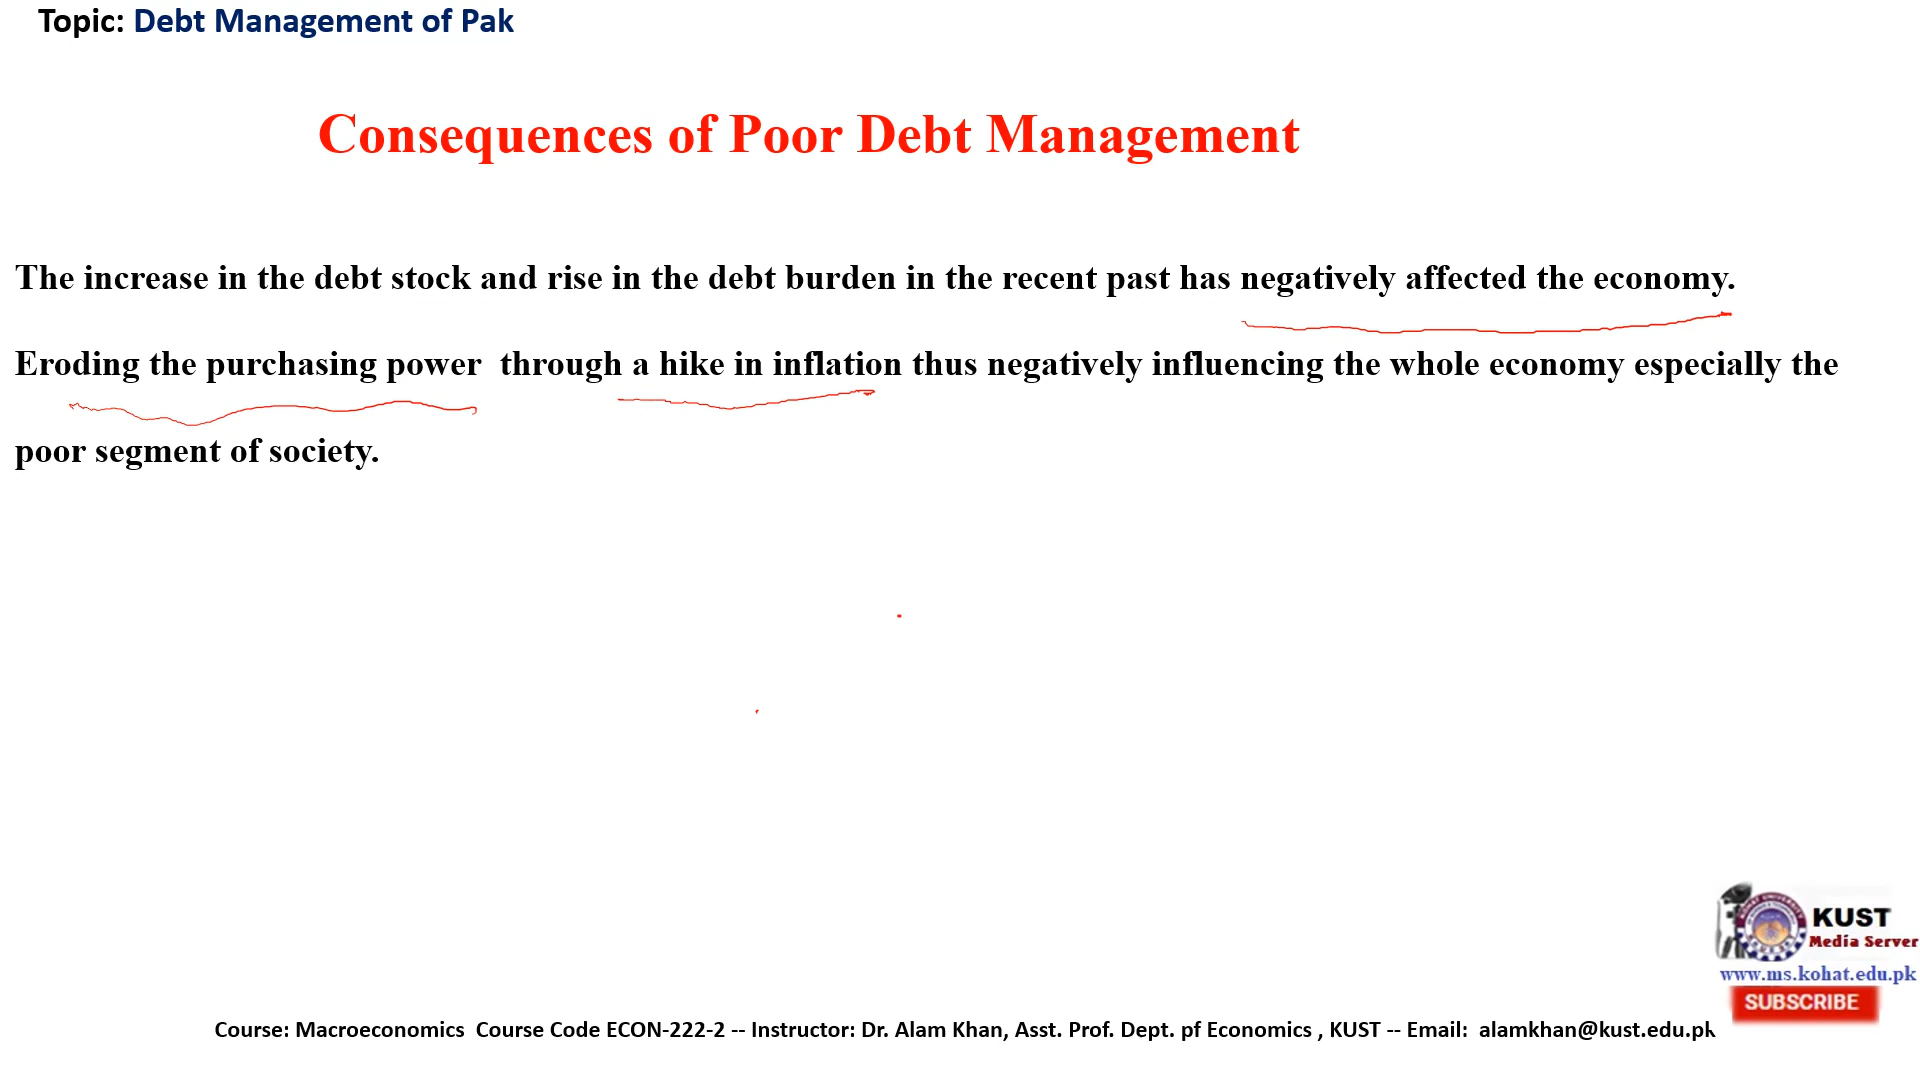 Topic: Debt Management of Pak
Consequences of Poor Debt Management
The increase in the debt stock and rise in the debt burden in the recent past has negatively affected the economy.
Eroding the purchasing power through a hike in inflation thus negatively influencing the whole economy especially the
poor segment of society.
KUST
Media Server
www.ms.kohat.edu.pk
SUBSCRIBE
Course: Macroeconomics Course Code ECON-222-2 -- Instructor: Dr. Alam Khan, Asst. Prof. Dept. pf Economics , KUST -- Email: alamkhan@kust.edu.pk